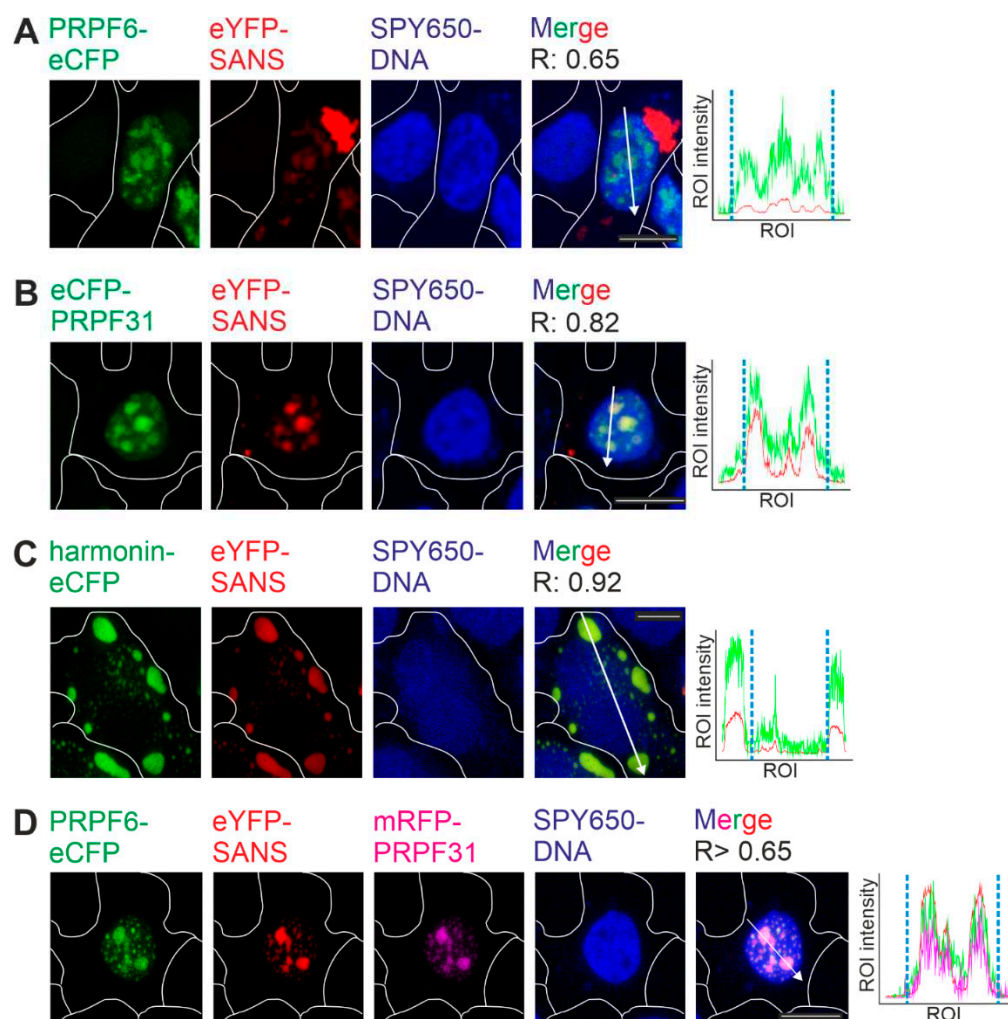 A
PRPF6-
eCFP
eYFP-
SANS
SPY650-
DNA
Merge
R: 0.65
ROI intensity
ROI
B
eCFP-
PRPF31
eYFP-
SANS
SPY650-
DNA
Merge
R: 0.82
ROI intensity
ROI
C
harmonin-
eCFP
eYFP-
SANS
SPY650-
DNA
Merge
R: 0.92
ROI intensity
ROI
D
PRPF6-
eCFP
eYFP-
SANS
mRFP-
PRPF31
SPY650-
DNA
Merge
R> 0.65
ROI intensity
ROI